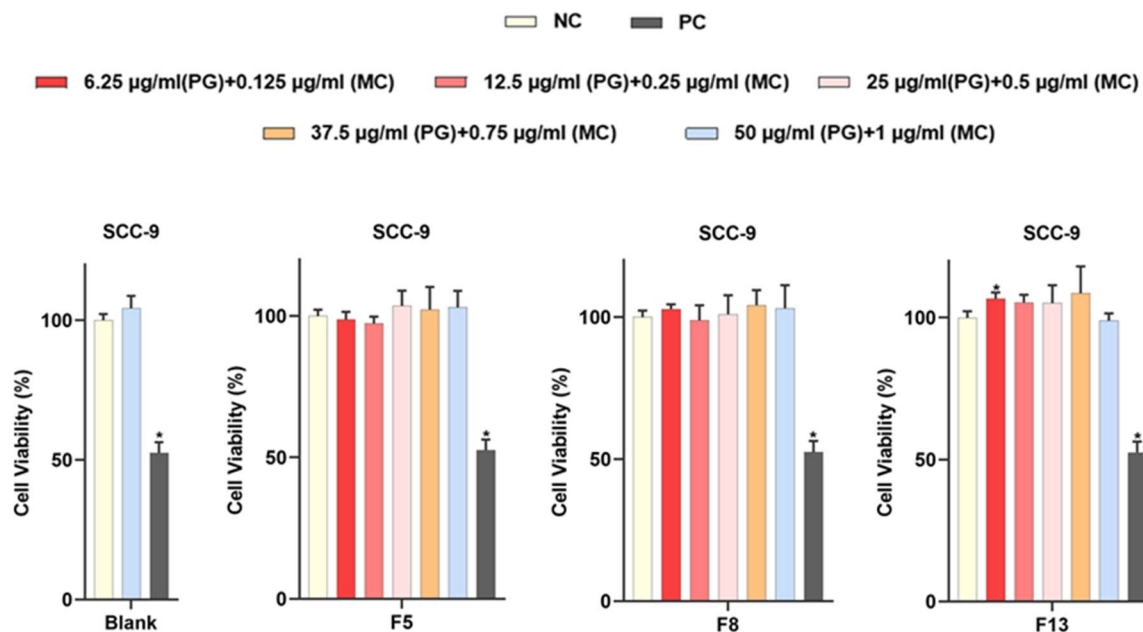 NC PC
6.25 µg/ml(PG)+0.125 µg/ml (MC) 12.5 µg/ml (PG)+0.25 µg/ml (MC) 25 µg/ml(PG)+0.5 µg/ml (MC)
37.5 µg/ml (PG)+0.75 µg/ml (MC) 50 µg/ml (PG)+1 µg/ml (MC)
SCC-9
Cell Viability (%)
100
50
0
*
Blank
SCC-9
Cell Viability (%)
100
50
0
*
F5
SCC-9
Cell Viability (%)
100
50
0
*
F8
SCC-9
Cell Viability (%)
100
50
0
*
*
F13